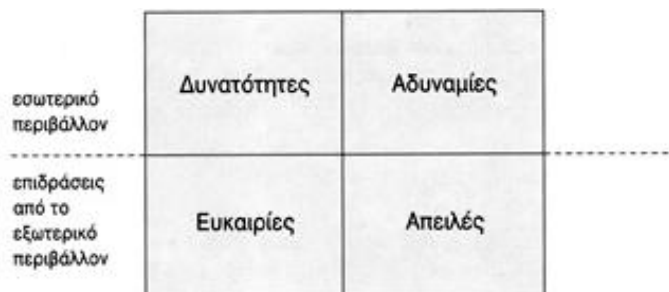 Δυνατότητες
Αδυναμίες
εσωτερικό
περιβάλλον
επιδράσεις
από το
εξωτερικό
περιβάλλον
Ευκαιρίες
Απειλές